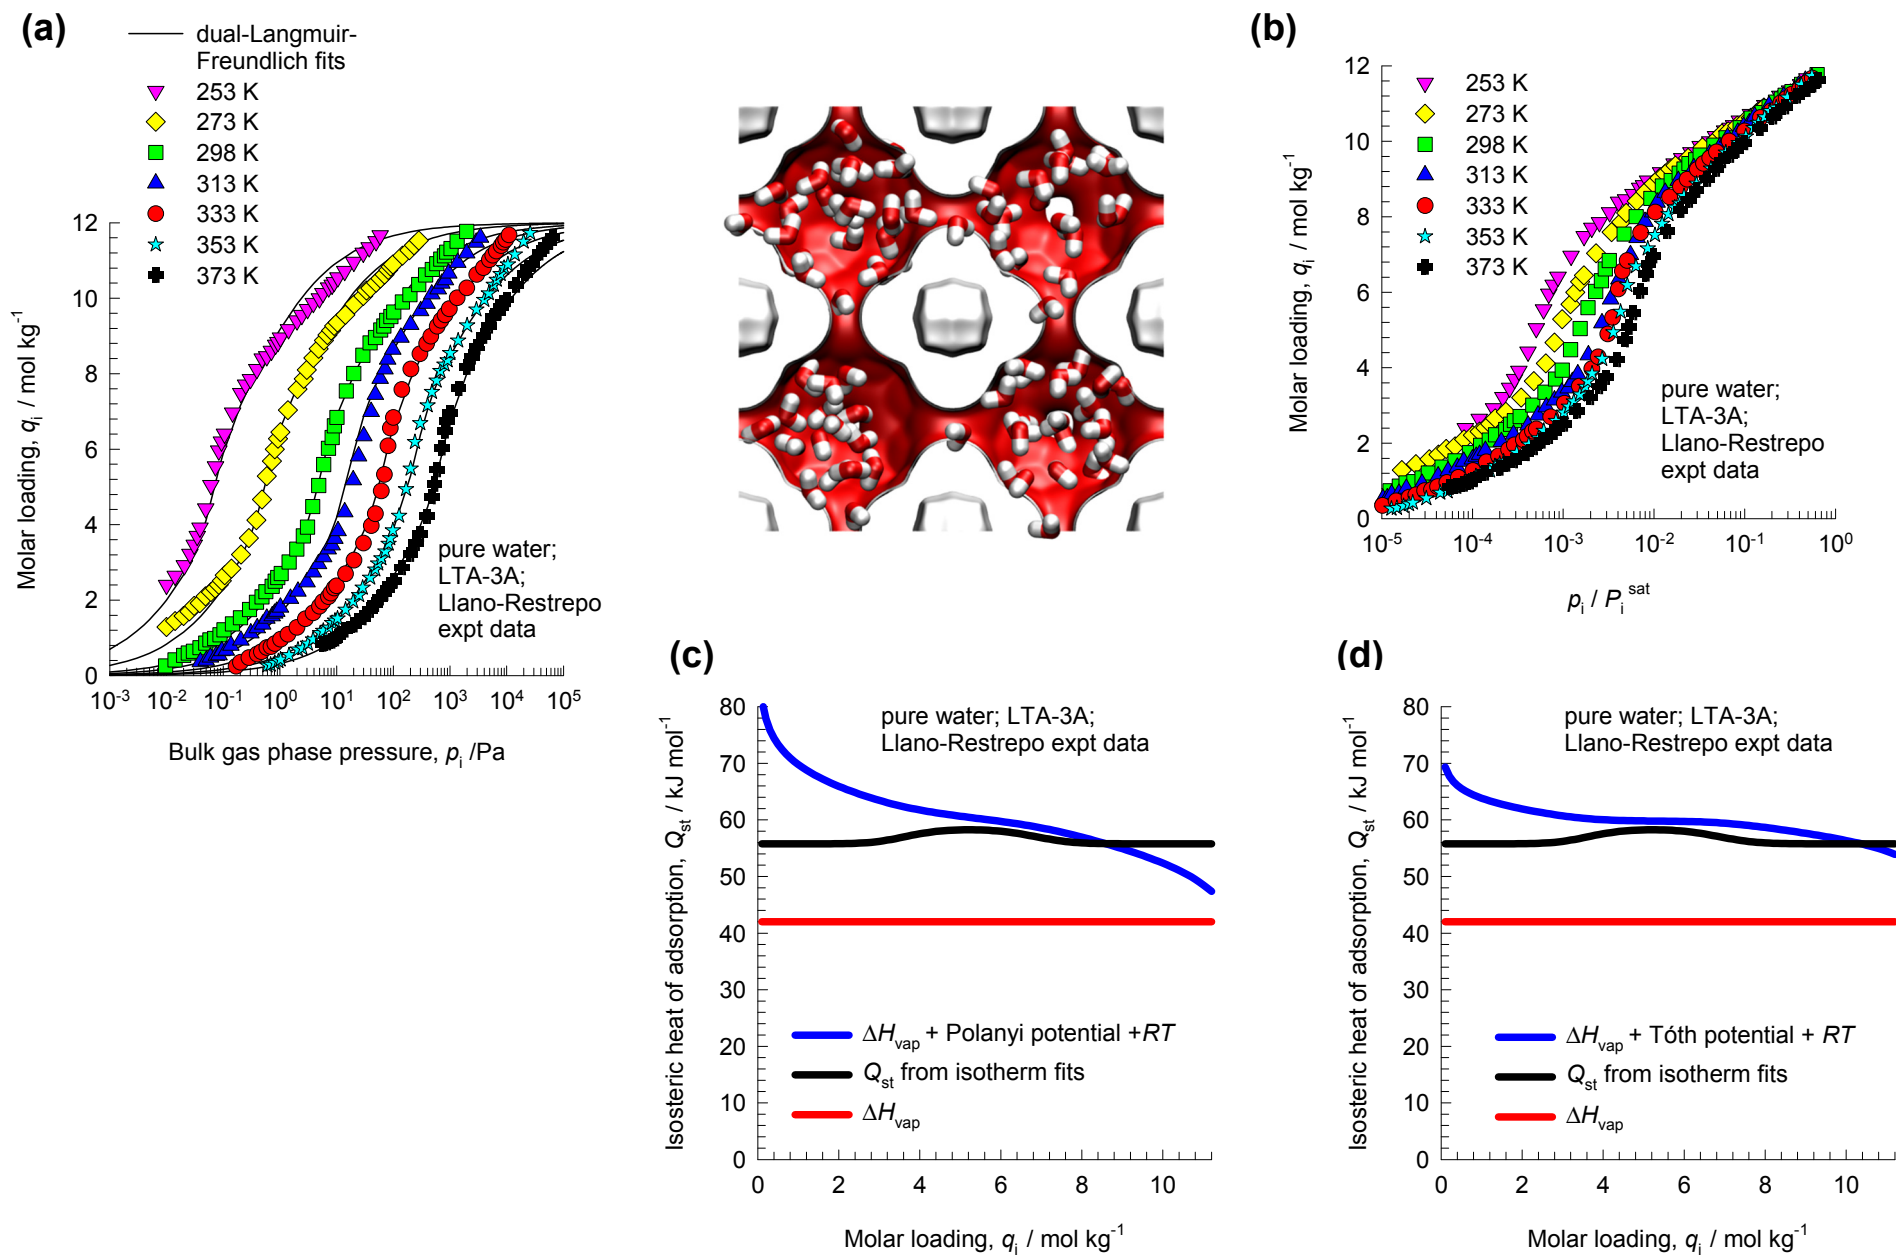 (a)
dual-Langmuir-
Freundlich fits
253 K
273 K
298 K
313 K
333 K
353 K
373 K
12
10
8
6
4
2
0
Molar loading, qi / mol kg-1
pure water;
LTA-3A;
Llano-Restrepo
expt data
10-3 10-2 10-1 100 101 102 103 104 105
Bulk gas phase pressure, pi /Pa
(b)
253 K
273 K
298 K
313 K
333 K
353 K
373 K
12
10
8
6
4
2
0
Molar loading, qi / mol kg-1
pure water;
LTA-3A;
Llano-Restrepo
expt data
10-5 10-4 10-3 10-2 10-1 100
pi / Pisat
(c)
80
70
60
50
40
30
20
10
0
Isosteric heat of adsorption, Qst / kJ mol-1
pure water; LTA-3A;
Llano-Restrepo expt data
ΔHvap + Polanyi potential +RT
Qst from isotherm fits
ΔHvap
0 2 4 6 8 10
Molar loading, qi / mol kg-1
(d)
80
70
60
50
40
30
20
10
0
Isosteric heat of adsorption, Qst / kJ mol-1
pure water; LTA-3A;
Llano-Restrepo expt data
ΔHvap + Tóth potential + RT
Qst from isotherm fits
ΔHvap
0 2 4 6 8 10
Molar loading, qi / mol kg-1